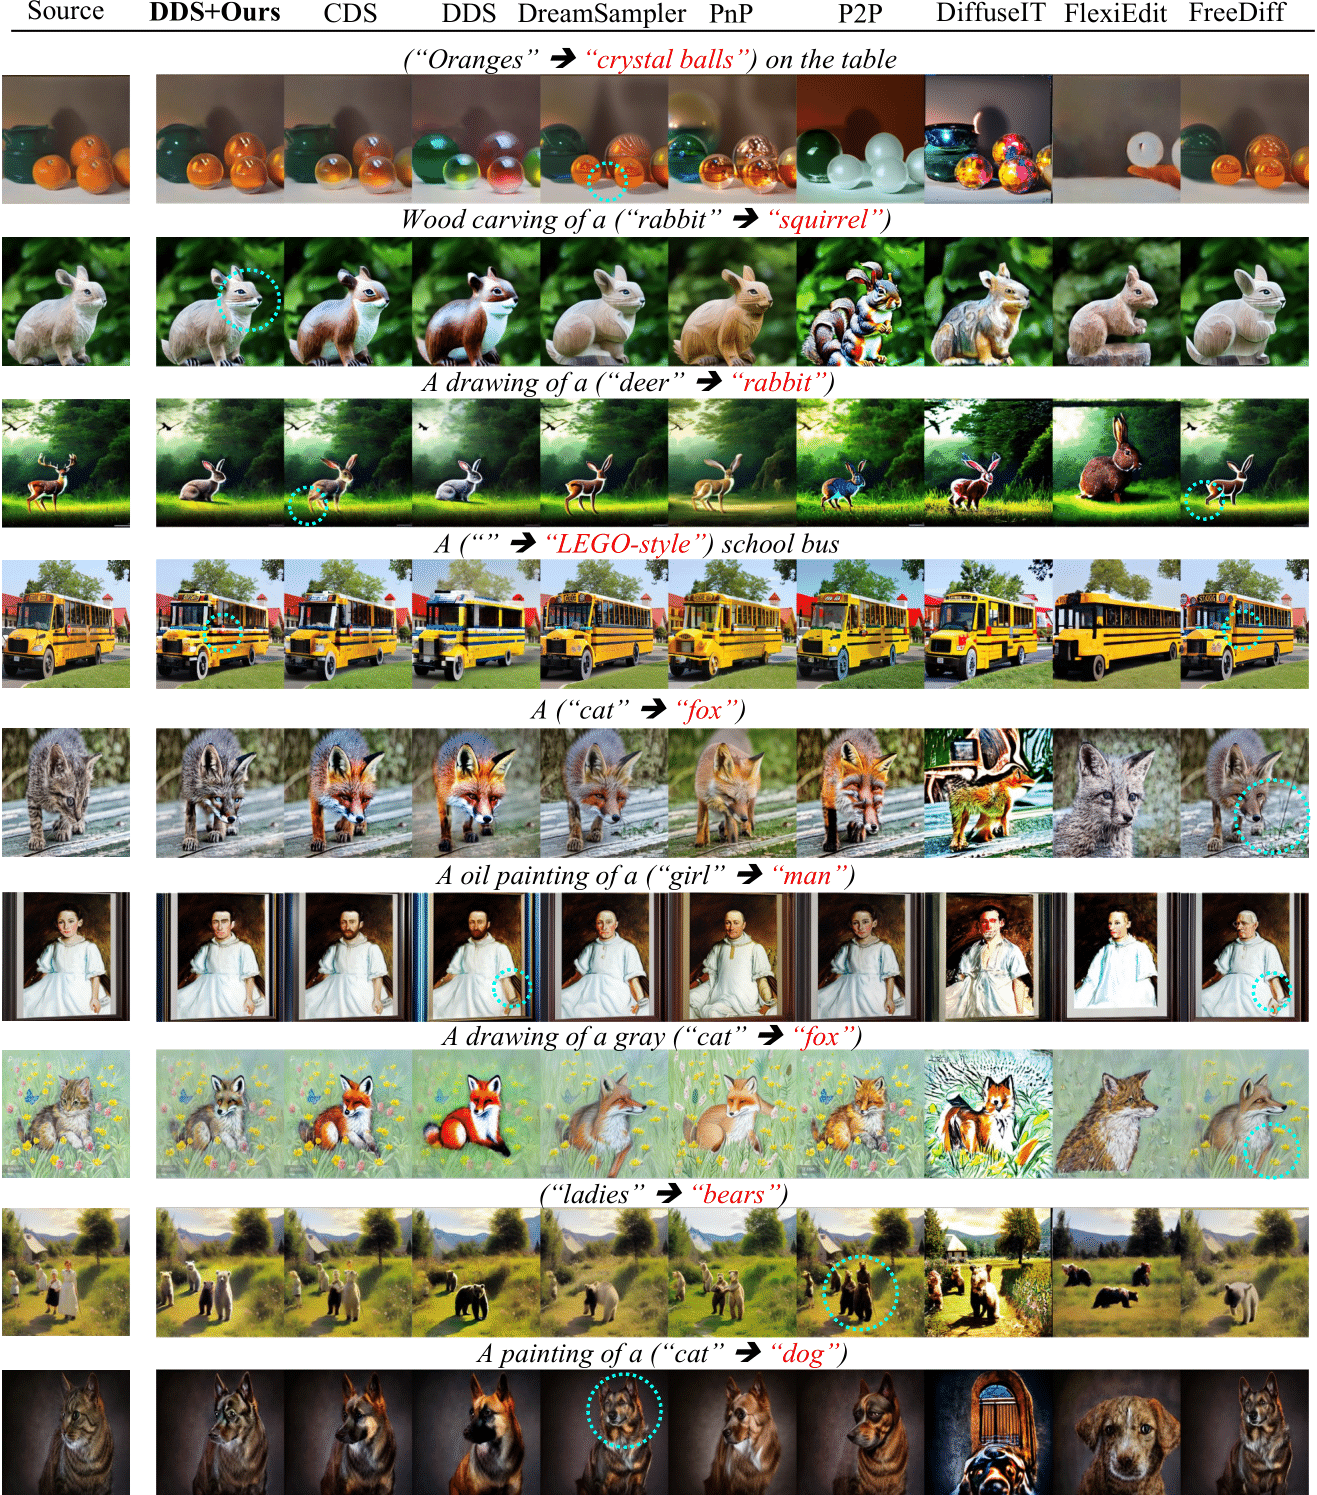 Source DDS+Ours CDS DDS DreamSampler PnP P2P DiffuseIT FlexiEdit FreeDiff
(“Oranges” ➔ “crystal balls”) on the table
Wood carving of a (“rabbit” ➔ “squirrel”)
A drawing of a (“deer” ➔ “rabbit”)
A (“” ➔ “LEGO-style”) school bus
A (“cat” ➔ “fox”)
A oil painting of a (“girl” ➔ “man”)
A drawing of a gray (“cat” ➔ “fox”)
(“ladies” ➔ “bears”)
A painting of a (“cat” ➔ “dog”)